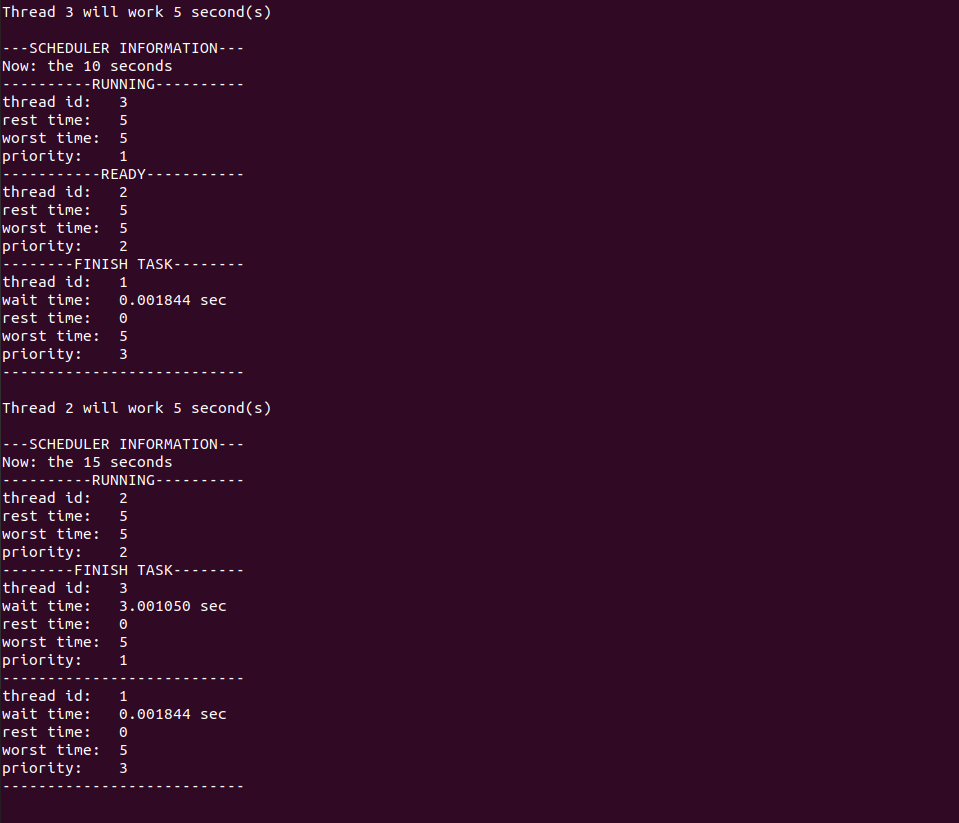 Thread 3 will work 5 second(s)
---SCHEDULER INFORMATION---
Now: the 10 seconds
----------RUNNING----------
thread id:   3
rest time:   5
worst time:  5
priority:    1
-----------READY-----------
thread id:   2
rest time:   5
worst time:  5
priority:    2
--------FINISH TASK--------
thread id:   1
wait time:   0.001844 sec
rest time:   0
worst time:  5
priority:    3
---------------------------
Thread 2 will work 5 second(s)
---SCHEDULER INFORMATION---
Now: the 15 seconds
----------RUNNING----------
thread id:   2
rest time:   5
worst time:  5
priority:    2
--------FINISH TASK--------
thread id:   3
wait time:   3.001050 sec
rest time:   0
worst time:  5
priority:    1
---------------------------
thread id:   1
wait time:   0.001844 sec
rest time:   0
worst time:  5
priority:    3
---------------------------